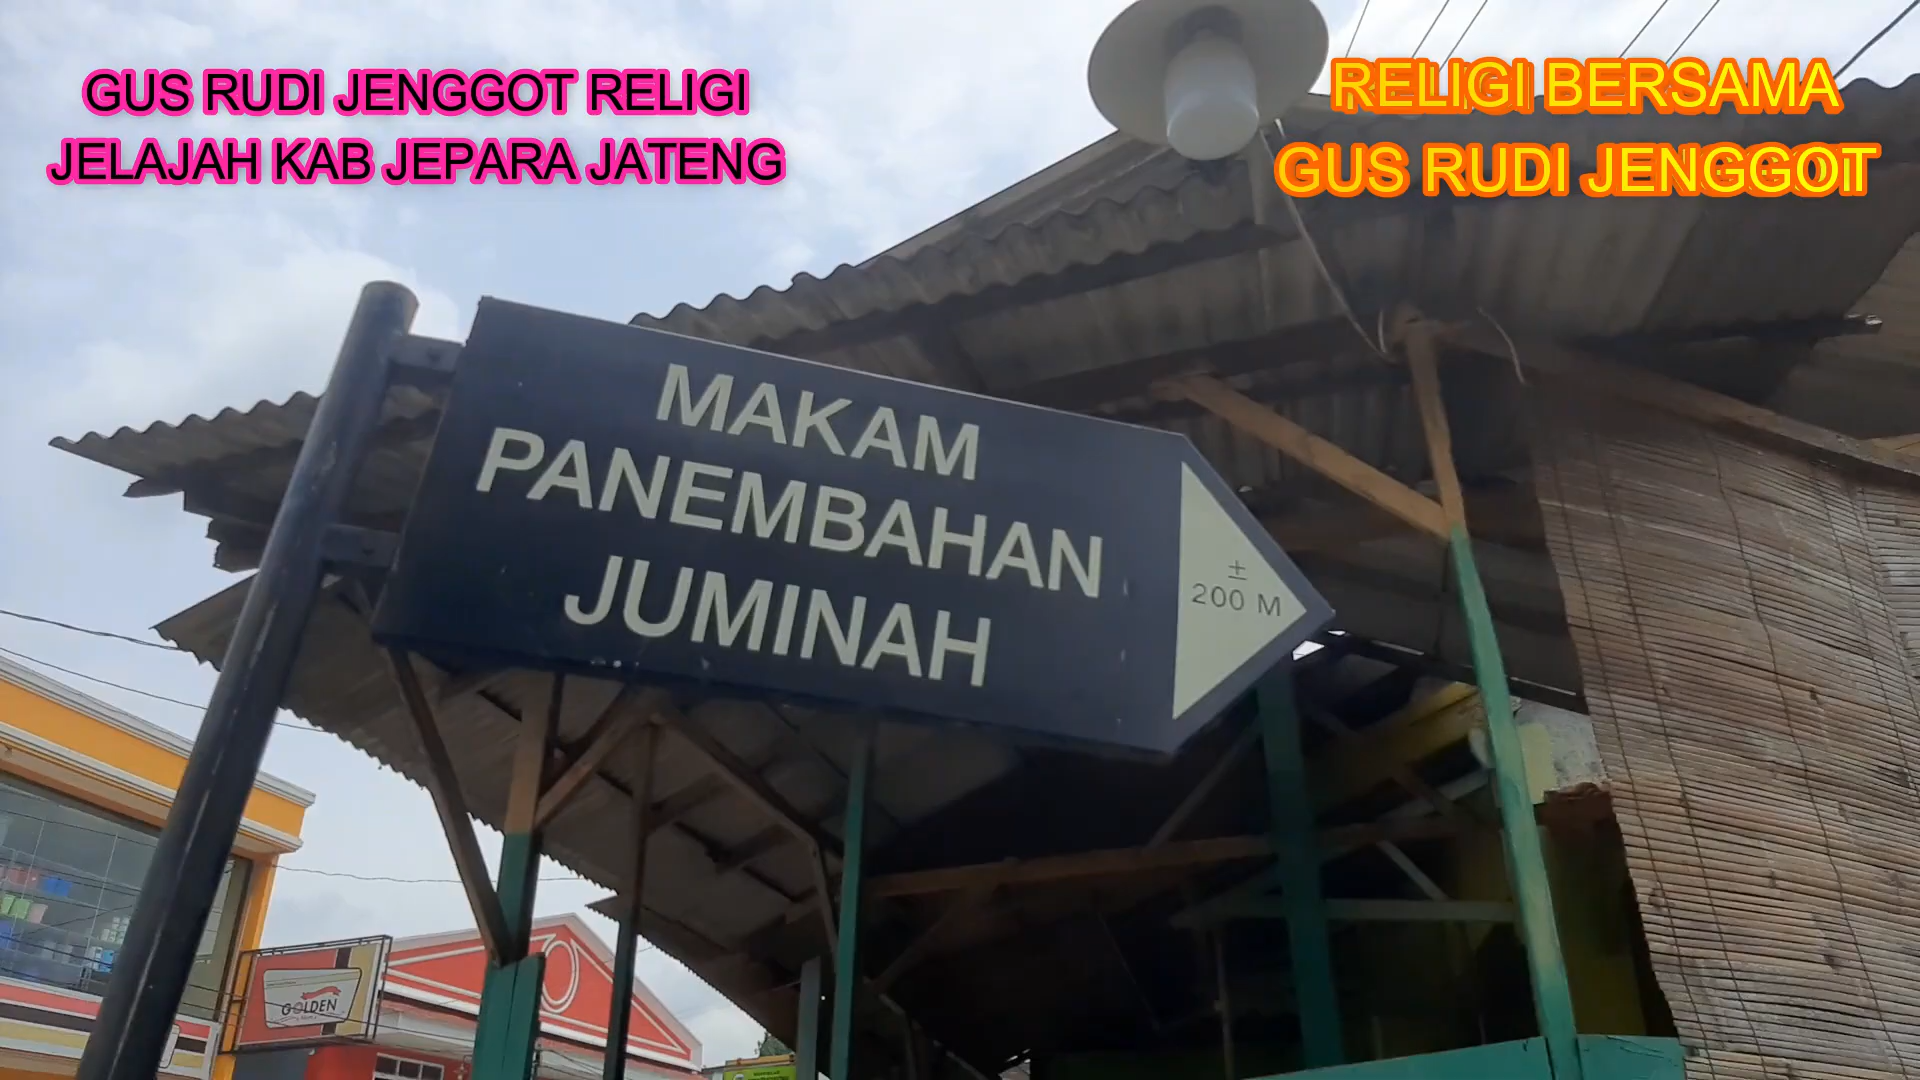 GUS RUDI JENGGOT RELIGI
JELAJAH KAB JEPARA JATENG
RELIGI BERSAMA
GUS RUDI JENGGOT
MAKAM
PANEMBAHAN
JUMINAH
±
200 M
GOLDEN